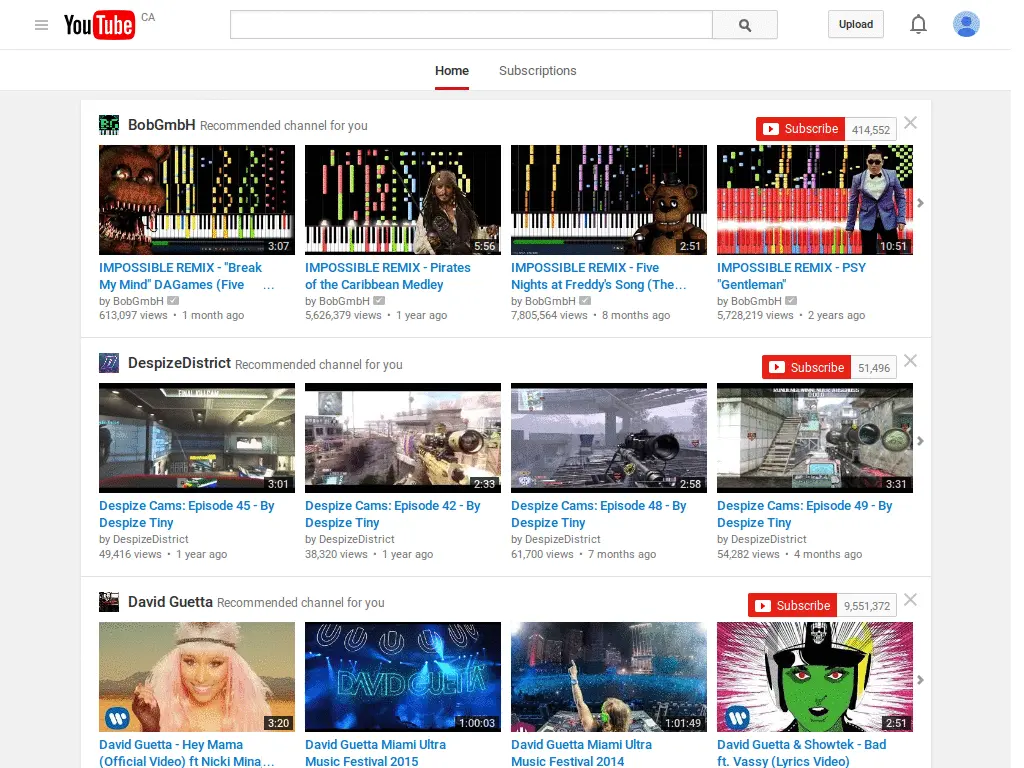 YouTube CA
Upload
Home Subscriptions
BobGmbH Recommended channel for you
Subscribe 414,552
3:07
5:56
2:51
10:51
IMPOSSIBLE REMIX - "Break
My Mind" DAGames (Five ...
by BobGmbH
613,097 views • 1 month ago
IMPOSSIBLE REMIX - Pirates
of the Caribbean Medley
by BobGmbH
5,626,379 views • 1 year ago
IMPOSSIBLE REMIX - Five
Nights at Freddy's Song (The...
by BobGmbH
7,805,564 views • 8 months ago
IMPOSSIBLE REMIX - PSY
"Gentleman"
by BobGmbH
5,728,219 views • 2 years ago
DespizeDistrict Recommended channel for you
Subscribe 51,496
3:01
2:33
2:58
3:31
Despize Cams: Episode 45 - By
Despize Tiny
by DespizeDistrict
49,416 views • 1 year ago
Despize Cams: Episode 42 - By
Despize Tiny
by DespizeDistrict
38,320 views • 1 year ago
Despize Cams: Episode 48 - By
Despize Tiny
by DespizeDistrict
61,700 views • 7 months ago
Despize Cams: Episode 49 - By
Despize Tiny
by DespizeDistrict
54,282 views • 4 months ago
David Guetta Recommended channel for you
Subscribe 9,551,372
3:20
DAVID GUETTA
1:00:03
1:01:49
2:51
David Guetta - Hey Mama
(Official Video) ft Nicki Mina...
David Guetta Miami Ultra
Music Festival 2015
David Guetta Miami Ultra
Music Festival 2014
David Guetta & Showtek - Bad
ft. Vassy (Lyrics Video)